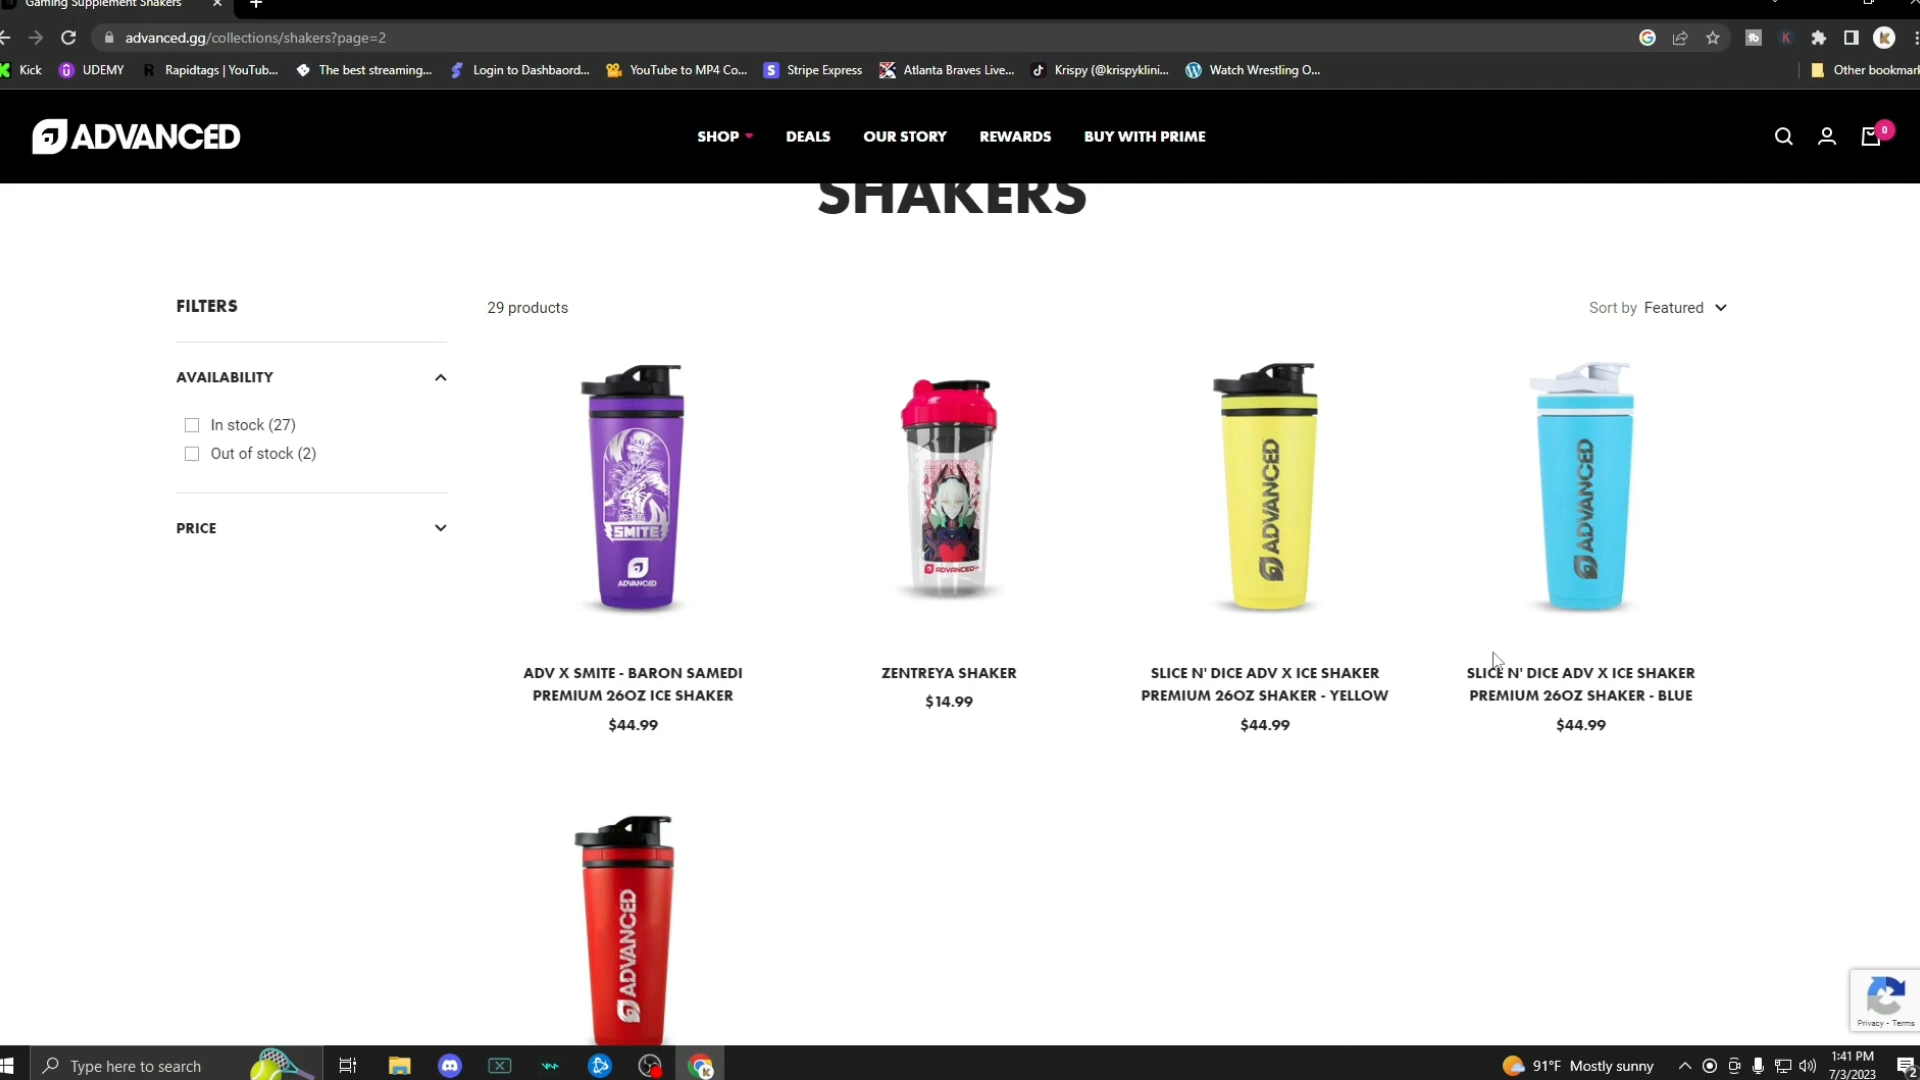 Gaming Supplement Shakers
advanced.gg/collections/shakers?page=2
Kick UDEMY Rapidtags | YouTub... The best streaming... Login to Dashbaord... YouTube to MP4 Co... Stripe Express Atlanta Braves Live... Krispy (@krispyklini... Watch Wrestling O... Other bookmark
ADVANCED SHOP DEALS OUR STORY REWARDS BUY WITH PRIME 0
SHAKERS
FILTERS
29 products
Sort by Featured
AVAILABILITY
In stock (27)
Out of stock (2)
PRICE
SMITE
ADVANCED
ADVANCED
ADVANCED
ADVANCED
ADV X SMITE - BARON SAMEDI
PREMIUM 26OZ ICE SHAKER
$44.99
ZENTREYA SHAKER
$14.99
SLICE N' DICE ADV X ICE SHAKER
PREMIUM 26OZ SHAKER - YELLOW
$44.99
SLICE N' DICE ADV X ICE SHAKER
PREMIUM 26OZ SHAKER - BLUE
$44.99
ADVANCED
Privacy - Terms
Type here to search
91°F Mostly sunny
1:41 PM
7/3/2023
2